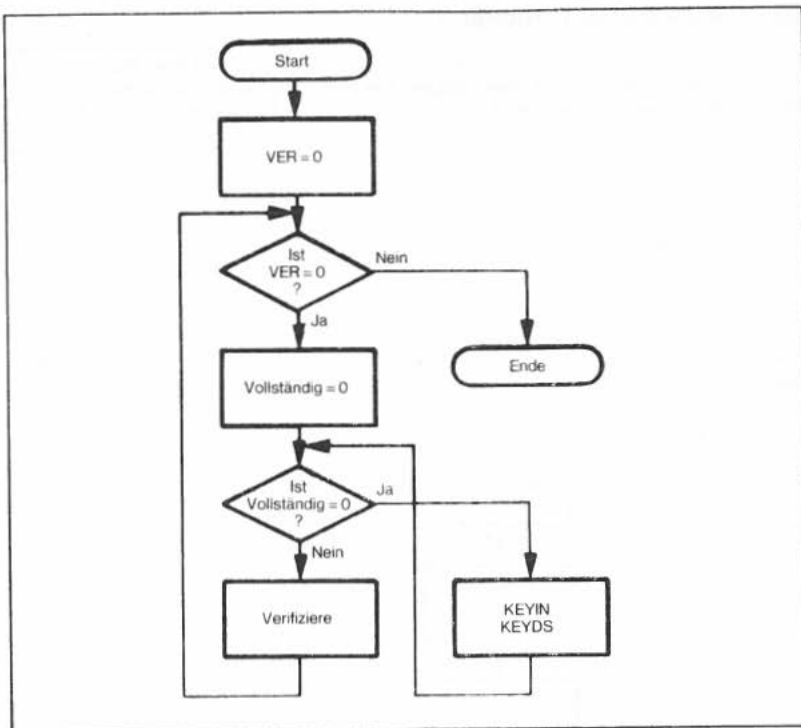 Start
VER = 0
Ist
VER = 0
?
Nein
Ja
Ende
Vollständig = 0
Ist
Vollständig = 0
?
Ja
Nein
Verifiziere
KEYIN
KEYDS